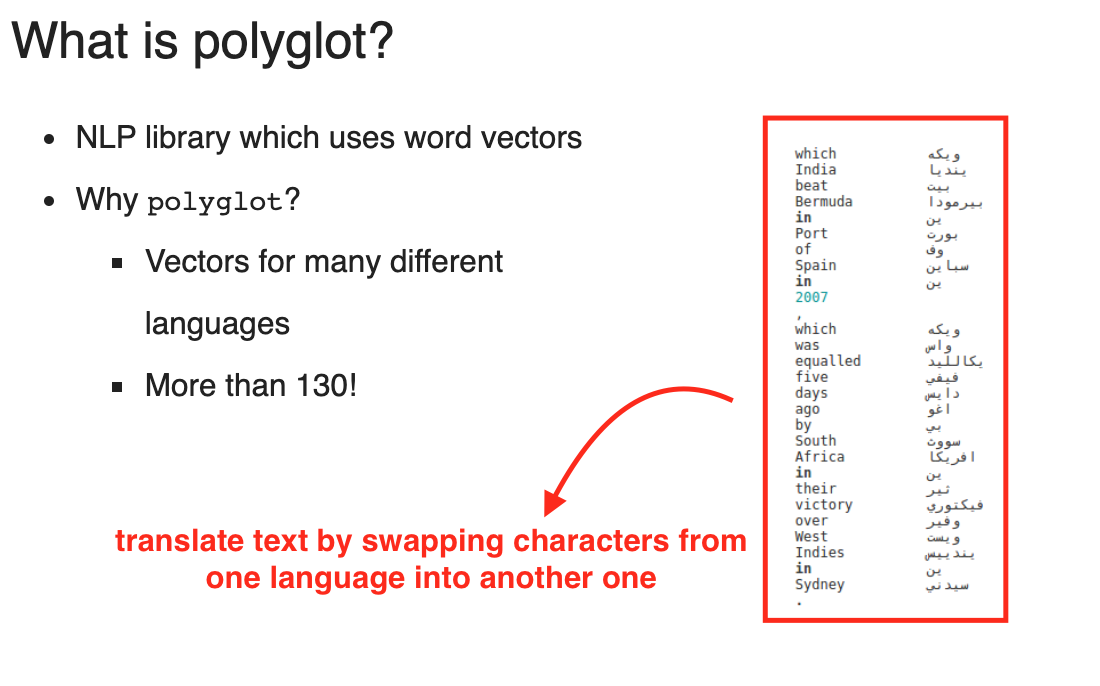 What is polyglot?
• NLP library which uses word vectors
• Why polyglot?
▪ Vectors for many different
languages
▪ More than 130!
translate text by swapping characters from
one language into another one
which ويكه
India ينديا
beat بيت
Bermuda بيرمودا
in ين
Port بورت
of وف
Spain سباين
in ين
2007
,
which ويكه
was واس
equalled يكالليد
five فيفي
days دايس
ago اغو
by بي
South سووث
Africa افريكا
in ين
their ثير
victory فيكتوري
over وفير
West ويست
Indies يندييس
in ين
Sydney سيدني
.